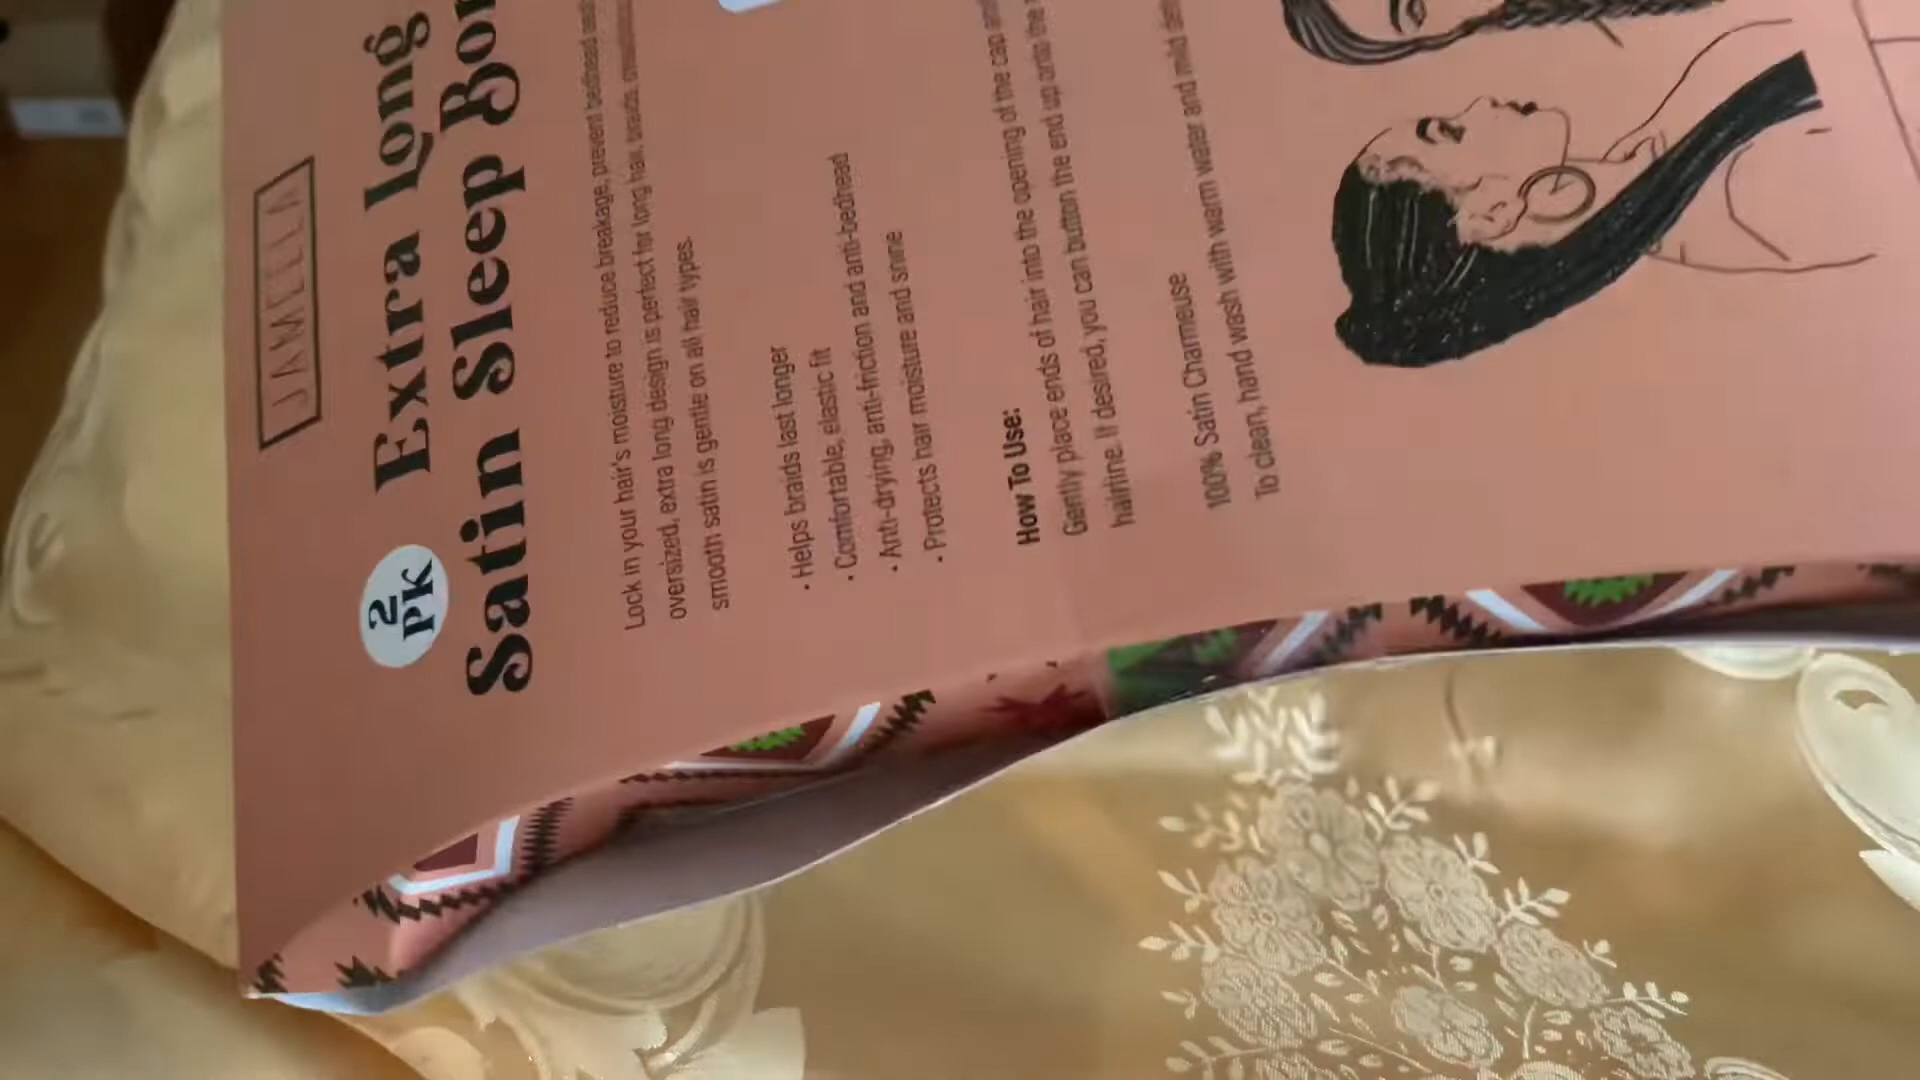 JAMELLA
2
PK
Extra Long
Satin Sleep
Lock in your hair's moisture to reduce breakage, prevent bedhead and
oversized, extra long design is perfect for long hair, braids,
smooth satin is gentle on all hair types.
• Helps braids last longer
• Comfortable, elastic fit
• Anti-drying, anti-friction and anti-bedhead
• Protects hair moisture and shine
How To Use:
Gently place ends of hair into the opening of the cap and
hairline. If desired, you can button the end up onto the
100% Satin Charmeuse
To clean, hand wash with warm water and mild